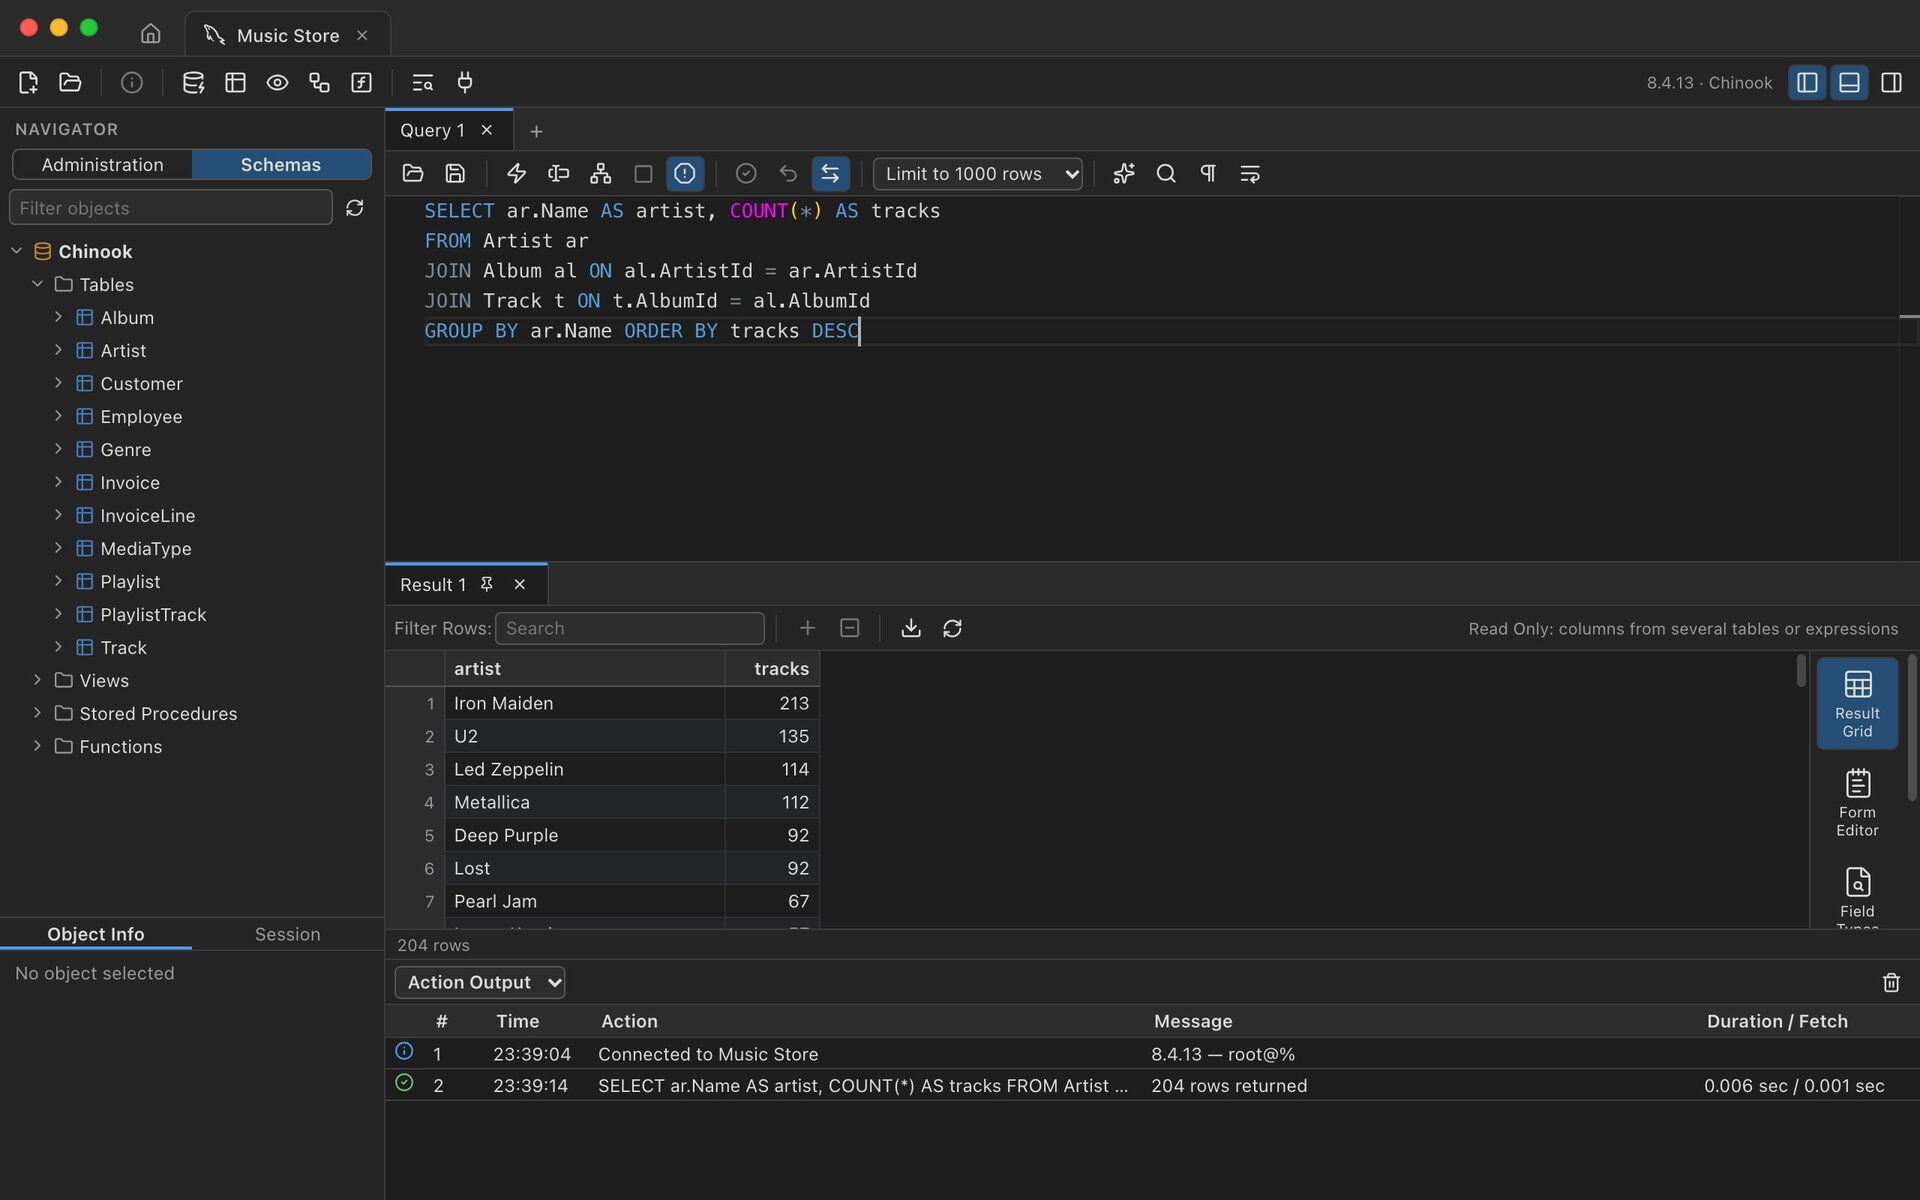 Music Store
8.4.13 · Chinook
NAVIGATOR
Administration
Schemas
Filter objects
Chinook
Tables
Album
Artist
Customer
Employee
Genre
Invoice
InvoiceLine
MediaType
Playlist
PlaylistTrack
Track
Views
Stored Procedures
Functions
Object Info
Session
No object selected
Query 1
Limit to 1000 rows
SELECT ar.Name AS artist, COUNT(*) AS tracks
FROM Artist ar
JOIN Album al ON al.ArtistId = ar.ArtistId
JOIN Track t ON t.AlbumId = al.AlbumId
GROUP BY ar.Name ORDER BY tracks DESC
Result 1
Filter Rows: Search
Read Only: columns from several tables or expressions
artist tracks
1 Iron Maiden 213
2 U2 135
3 Led Zeppelin 114
4 Metallica 112
5 Deep Purple 92
6 Lost 92
7 Pearl Jam 67
Result
Grid
Form
Editor
Field
204 rows
Action Output
# Time Action Message Duration / Fetch
1 23:39:04 Connected to Music Store 8.4.13 — root@%
2 23:39:14 SELECT ar.Name AS artist, COUNT(*) AS tracks FROM Artist ... 204 rows returned 0.006 sec / 0.001 sec